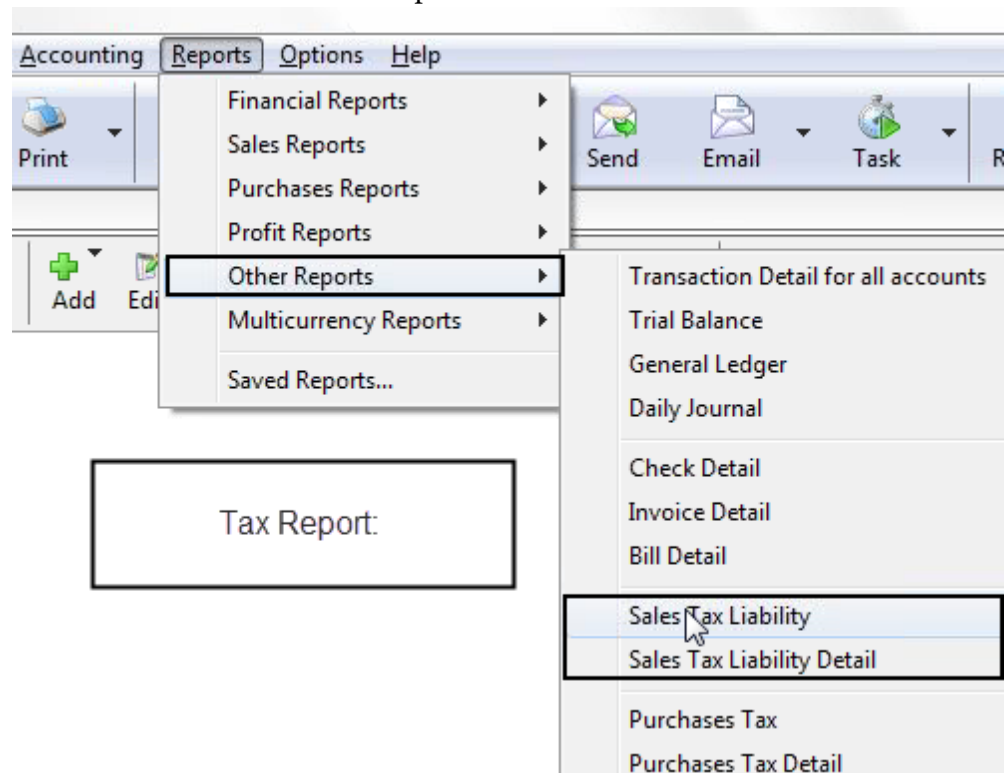 Accounting Reports Options Help
Print
Send Email Task R
Add Edi
Financial Reports
Sales Reports
Purchases Reports
Profit Reports
Other Reports
Multicurrency Reports
Saved Reports...
Transaction Detail for all accounts
Trial Balance
General Ledger
Daily Journal
Check Detail
Invoice Detail
Bill Detail
Sales Tax Liability
Sales Tax Liability Detail
Purchases Tax
Purchases Tax Detail
Tax Report: